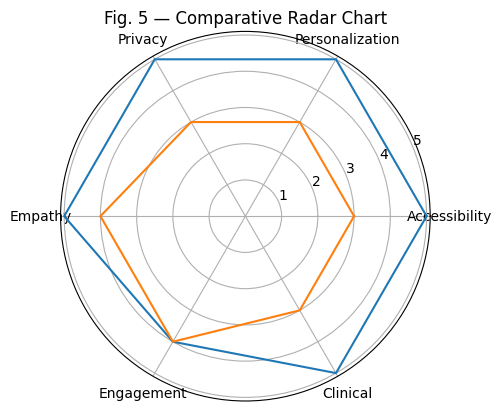 Fig. 5 — Comparative Radar Chart
Privacy
Personalization
5
4
3
2
1
Empathy
Accessibility
Engagement
Clinical